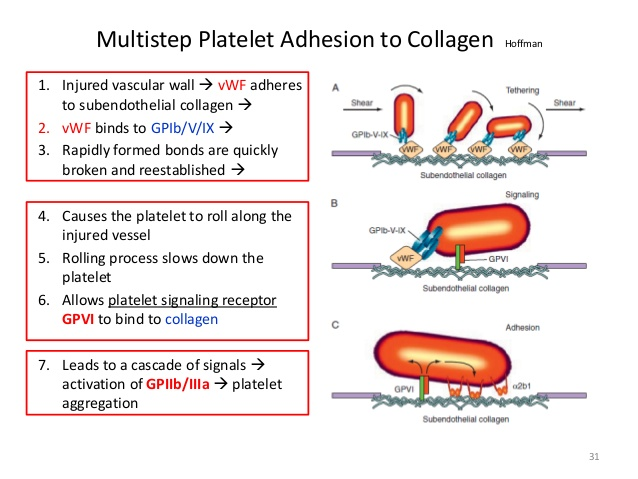 Multistep Platelet Adhesion to Collagen Hoffman
1. Injured vascular wall → vWF adheres
to subendothelial collagen →
2. vWF binds to GPIb/V/IX →
3. Rapidly formed bonds are quickly
broken and reestablished →
4. Causes the platelet to roll along the
injured vessel
5. Rolling process slows down the
platelet
6. Allows platelet signaling receptor
GPVI to bind to collagen
7. Leads to a cascade of signals →
activation of GPIIb/IIIa → platelet
aggregation
A
Tethering
Shear
Shear
GPIb-V-IX
vWF
vWF
vWF
vWF
Subendothelial collagen
B
Signaling
GPIb-V-IX
vWF
GPVI
Subendothelial collagen
C
Adhesion
GPVI
α2b1
Subendothelial collagen
31